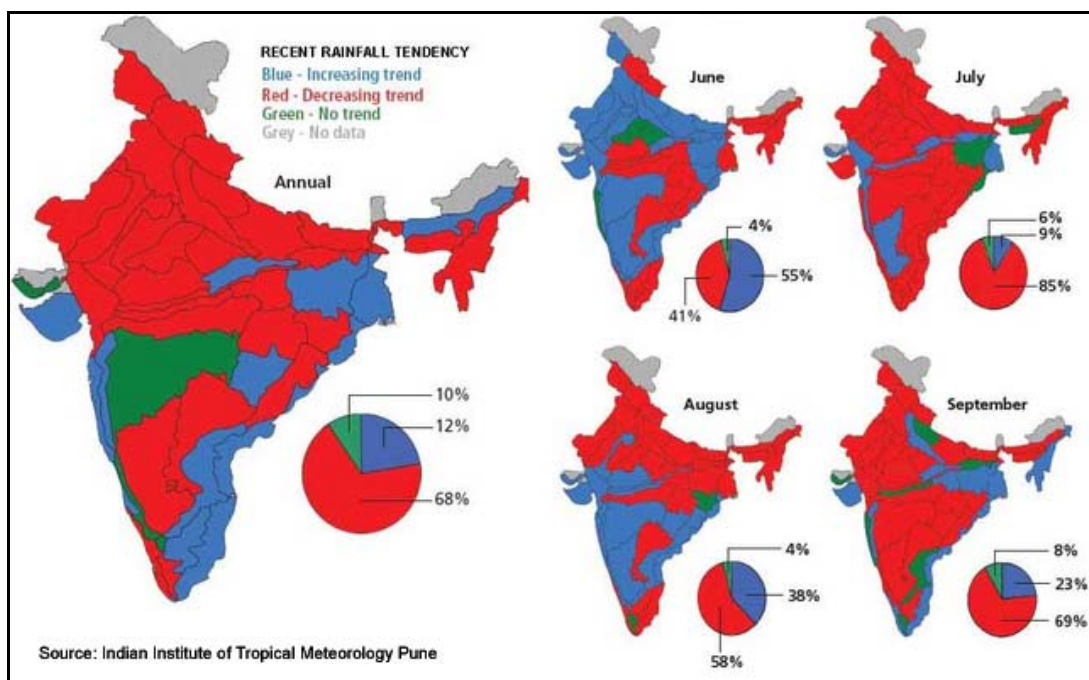 RECENT RAINFALL TENDENCY
Blue - Increasing trend
Red - Decreasing trend
Green - No trend
Grey - No data
Annual
10%
12%
68%
Source: Indian Institute of Tropical Meteorology Pune
June
4%
55%
41%
July
6%
9%
85%
August
4%
38%
58%
September
8%
23%
69%